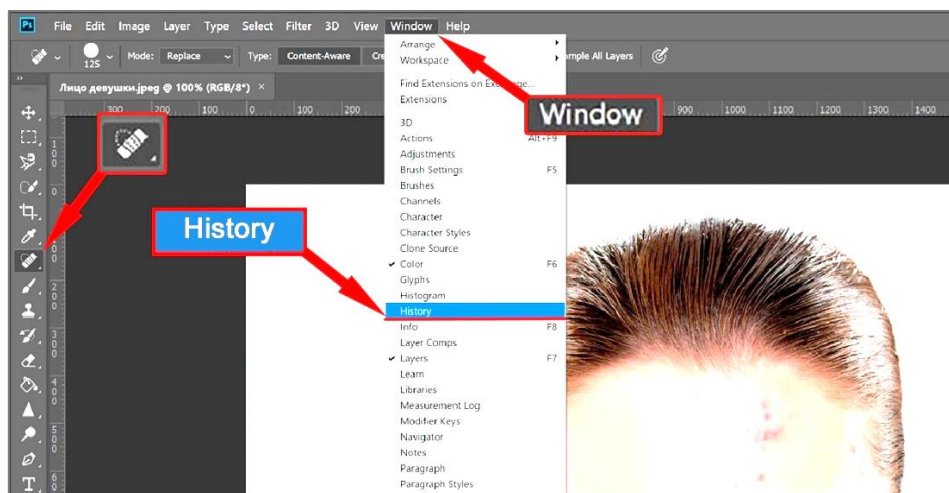 Ps File Edit Image Layer Type Select Filter 3D View Window Help
125 Mode: Replace Type: Content-Aware Sample All Layers
Лицо девушки.jpeg @ 100% (RGB/8*) ×
300 200 100 0 100 200 900 1000 1100 1200 1300 1400
Arrange
Workspace
Find Extensions on Exchange...
Extensions
3D
Actions Alt+F9
Adjustments
Brush Settings F5
Brushes
Channels
Character
Character Styles
Clone Source
Color F6
Glyphs
Histogram
History
Info F8
Layer Comps
Layers F7
Learn
Libraries
Measurement Log
Modifier Keys
Navigator
Notes
Paragraph
Paragraph Styles
Window
History